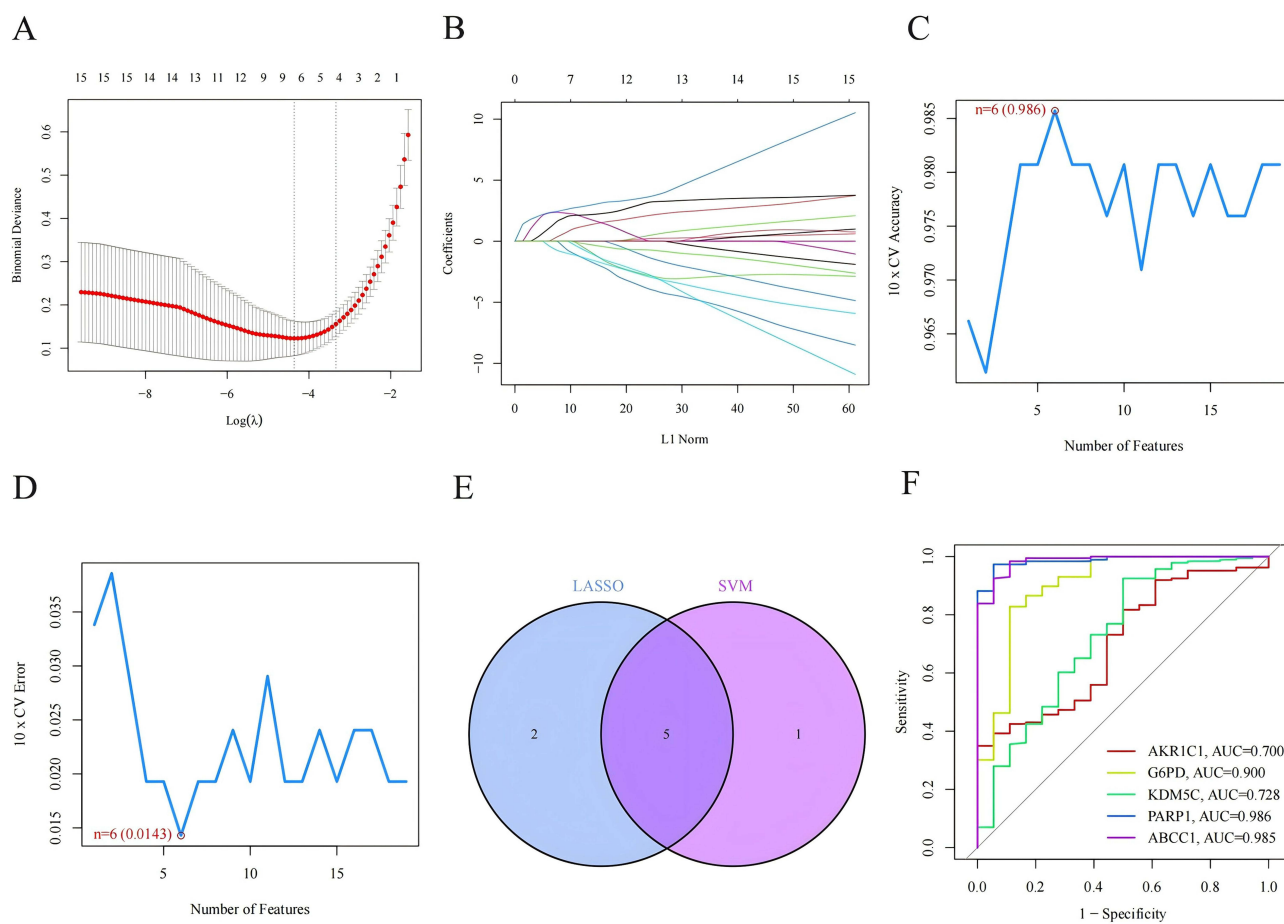 A
15 15 15 14 14 13 11 12 9 9 6 5 4 3 2 1
Binomial Deviance
0.6
0.5
0.4
0.3
0.2
0.1
−8 −6 −4 −2
Log(λ)
B
0 7 12 13 15 15
Coefficients
10
5
0
−5
−10
0 10 20 30 40 50 60
L1 Norm
C
n=6 (0.986)
10 x CV Accuracy
0.985
0.980
0.975
0.970
0.965
5 10 15
Number of Features
D
10 x CV Error
0.035
0.030
0.025
0.020
0.015
n=6 (0.0143)
5 10 15
Number of Features
E
LASSO SVM
2 5 1
F
Sensitivity
1.0
0.8
0.6
0.4
0.2
0.0
AKR1C1, AUC=0.700
G6PD, AUC=0.900
KDM5C, AUC=0.728
PARP1, AUC=0.986
ABCC1, AUC=0.985
0.0 0.2 0.4 0.6 0.8 1.0
1 − Specificity